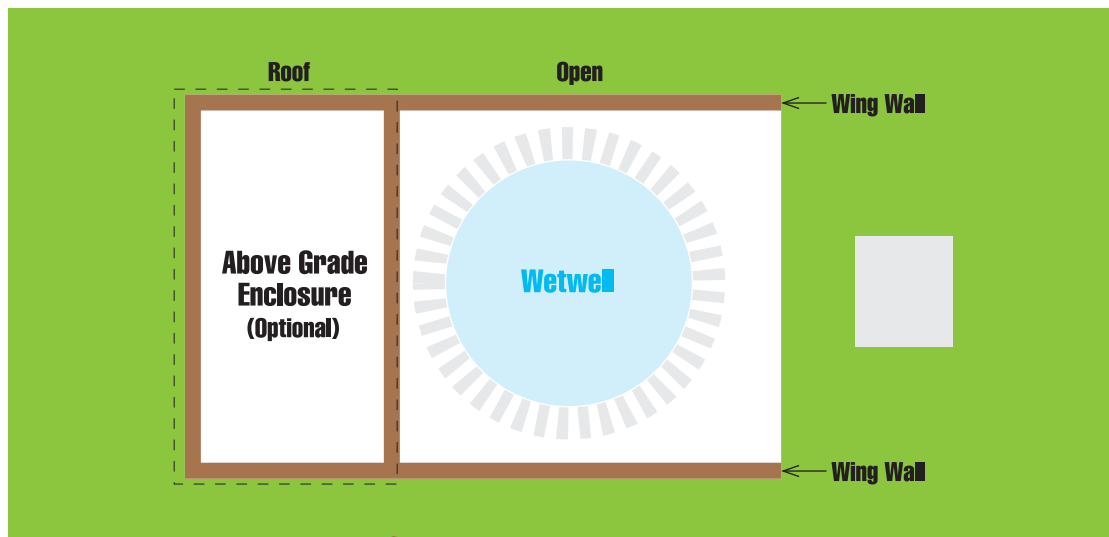 Roof
Open
Wing Wall
Above Grade
Enclosure
(Optional)
Wetwell
Wing Wall